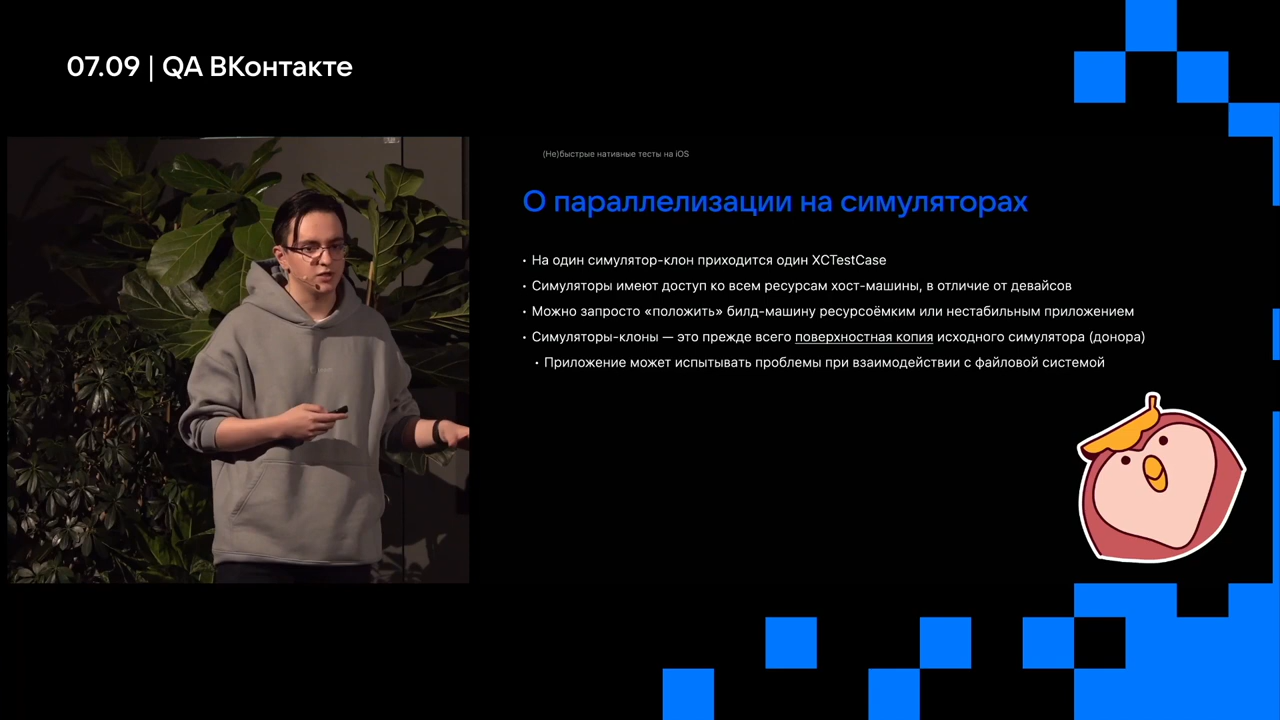 07.09 | QA ВКонтакте
(Не)быстрые нативные тесты на iOS
О параллелизации на симуляторах
• На один симулятор-клон приходится один XCTestCase
• Симуляторы имеют доступ ко всем ресурсам хост-машины, в отличие от девайсов
• Можно запросто «положить» билд-машину ресурсоёмким или нестабильным приложением
• Симуляторы-клоны — это прежде всего поверхностная копия исходного симулятора (донора)
• Приложение может испытывать проблемы при взаимодействии с файловой системой